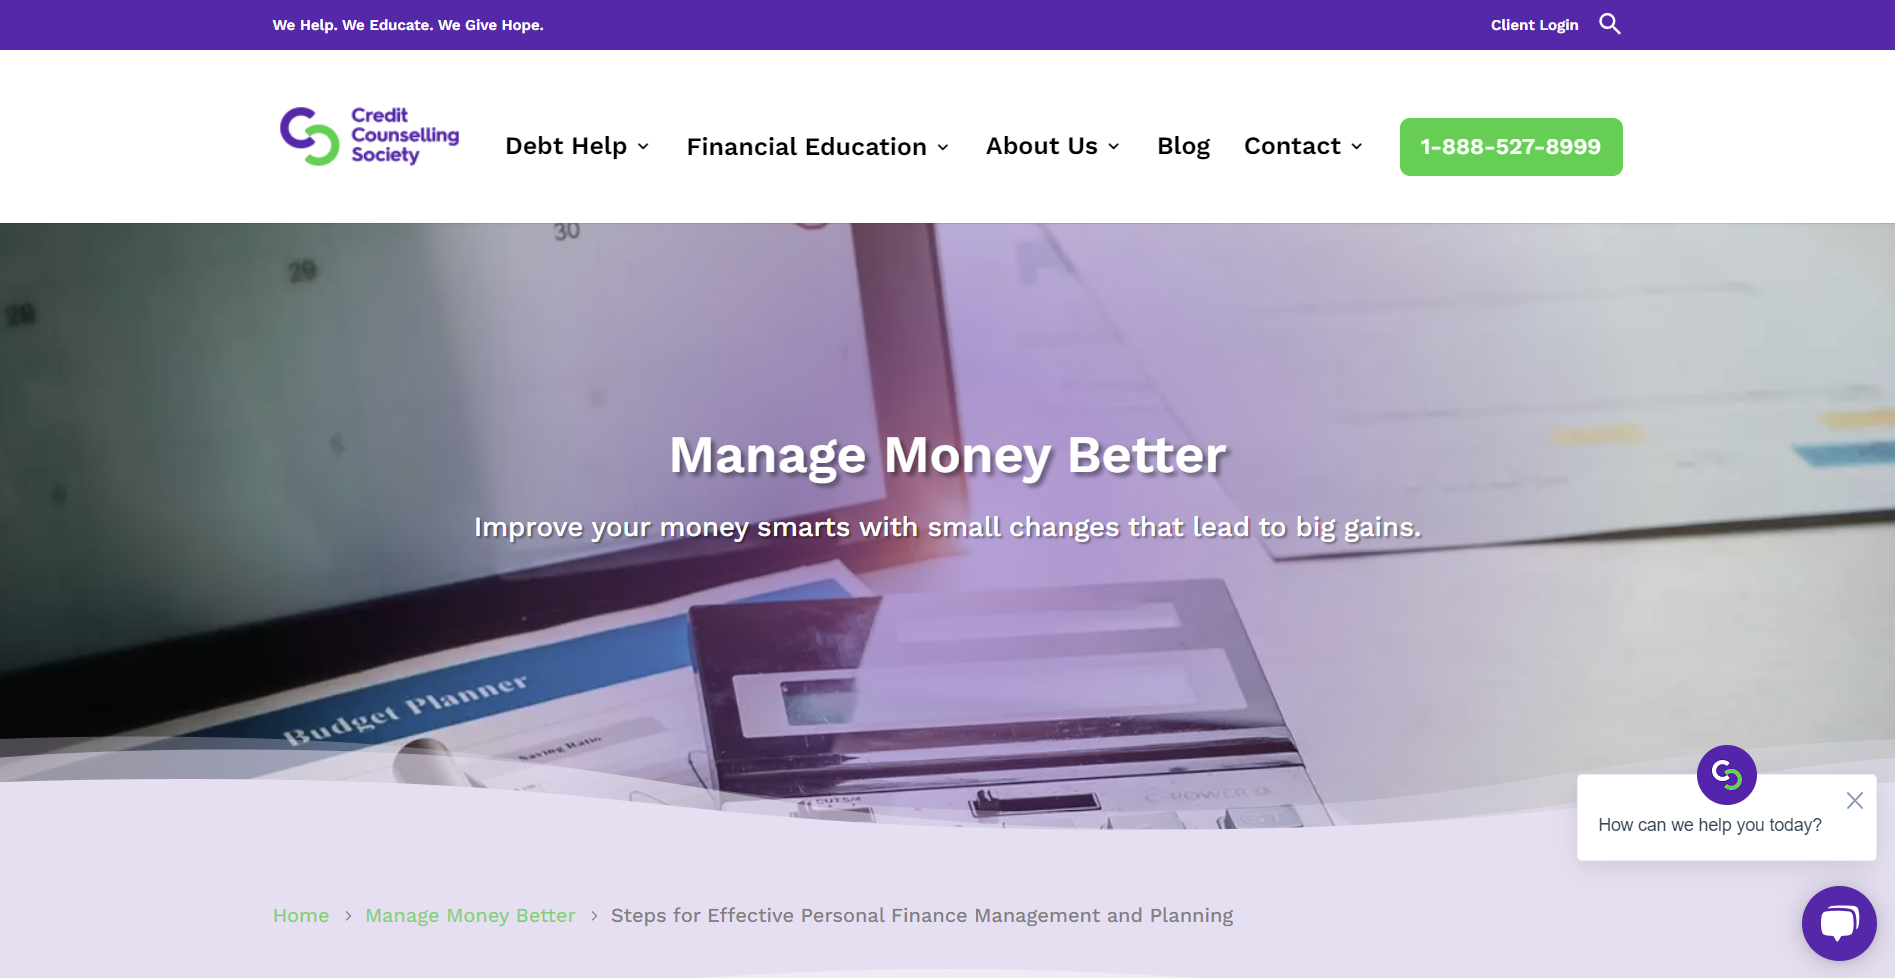 We Help. We Educate. We Give Hope.
Client Login
Credit
Counselling
Society
Debt Help
Financial Education
About Us
Blog
Contact
1-888-527-8999
30
29
28
Manage Money Better
Improve your money smarts with small changes that lead to big gains.
Budget Planner
Saving Ratio
How can we help you today?
Home > Manage Money Better > Steps for Effective Personal Finance Management and Planning